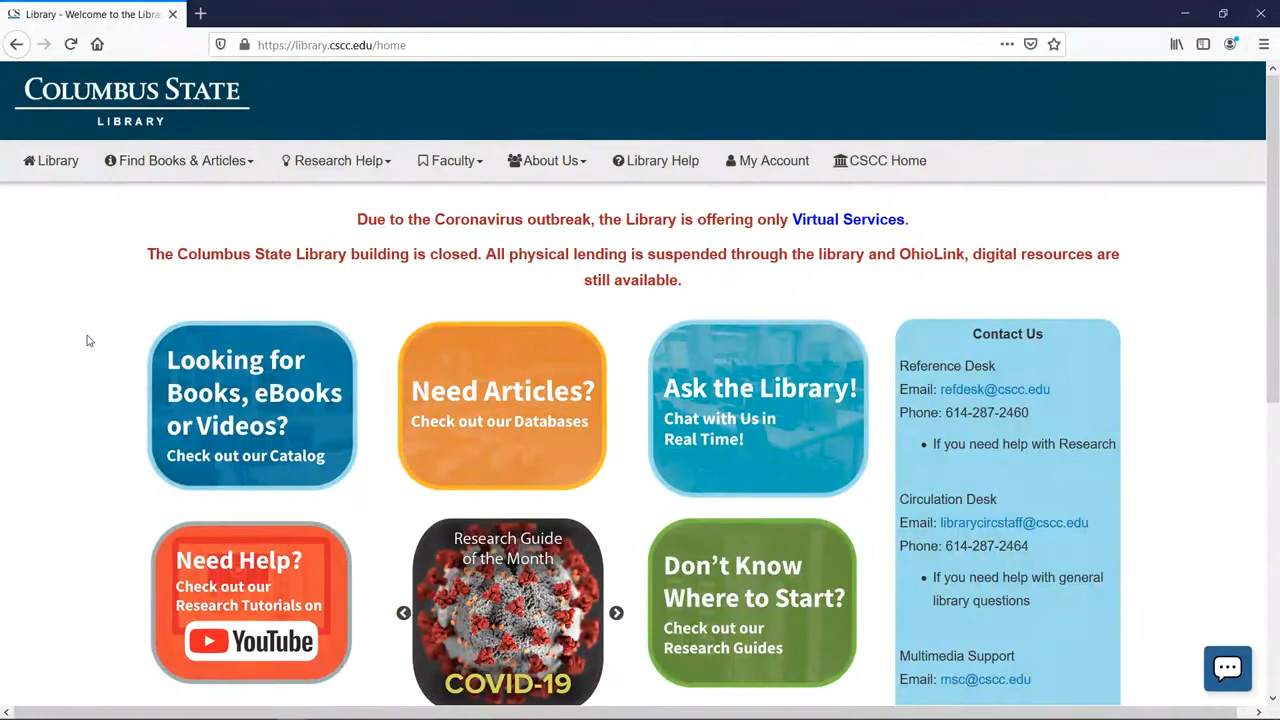 CS Library - Welcome to the Libra
https://library.cscc.edu/home
COLUMBUS STATE
LIBRARY
Library Find Books & Articles Research Help Faculty About Us Library Help My Account CSCC Home
Due to the Coronavirus outbreak, the Library is offering only Virtual Services.
The Columbus State Library building is closed. All physical lending is suspended through the library and OhioLink, digital resources are
still available.
Looking for
Books, eBooks
or Videos?
Check out our Catalog
Need Articles?
Check out our Databases
Ask the Library!
Chat with Us in
Real Time!
Need Help?
Check out our
Research Tutorials on
YouTube
Research Guide
of the Month
COVID-19
Don't Know
Where to Start?
Check out our
Research Guides
Contact Us
Reference Desk
Email: refdesk@cscc.edu
Phone: 614-287-2460
If you need help with Research
Circulation Desk
Email: librarycircstaff@cscc.edu
Phone: 614-287-2464
If you need help with general
library questions
Multimedia Support
Email: msc@cscc.edu